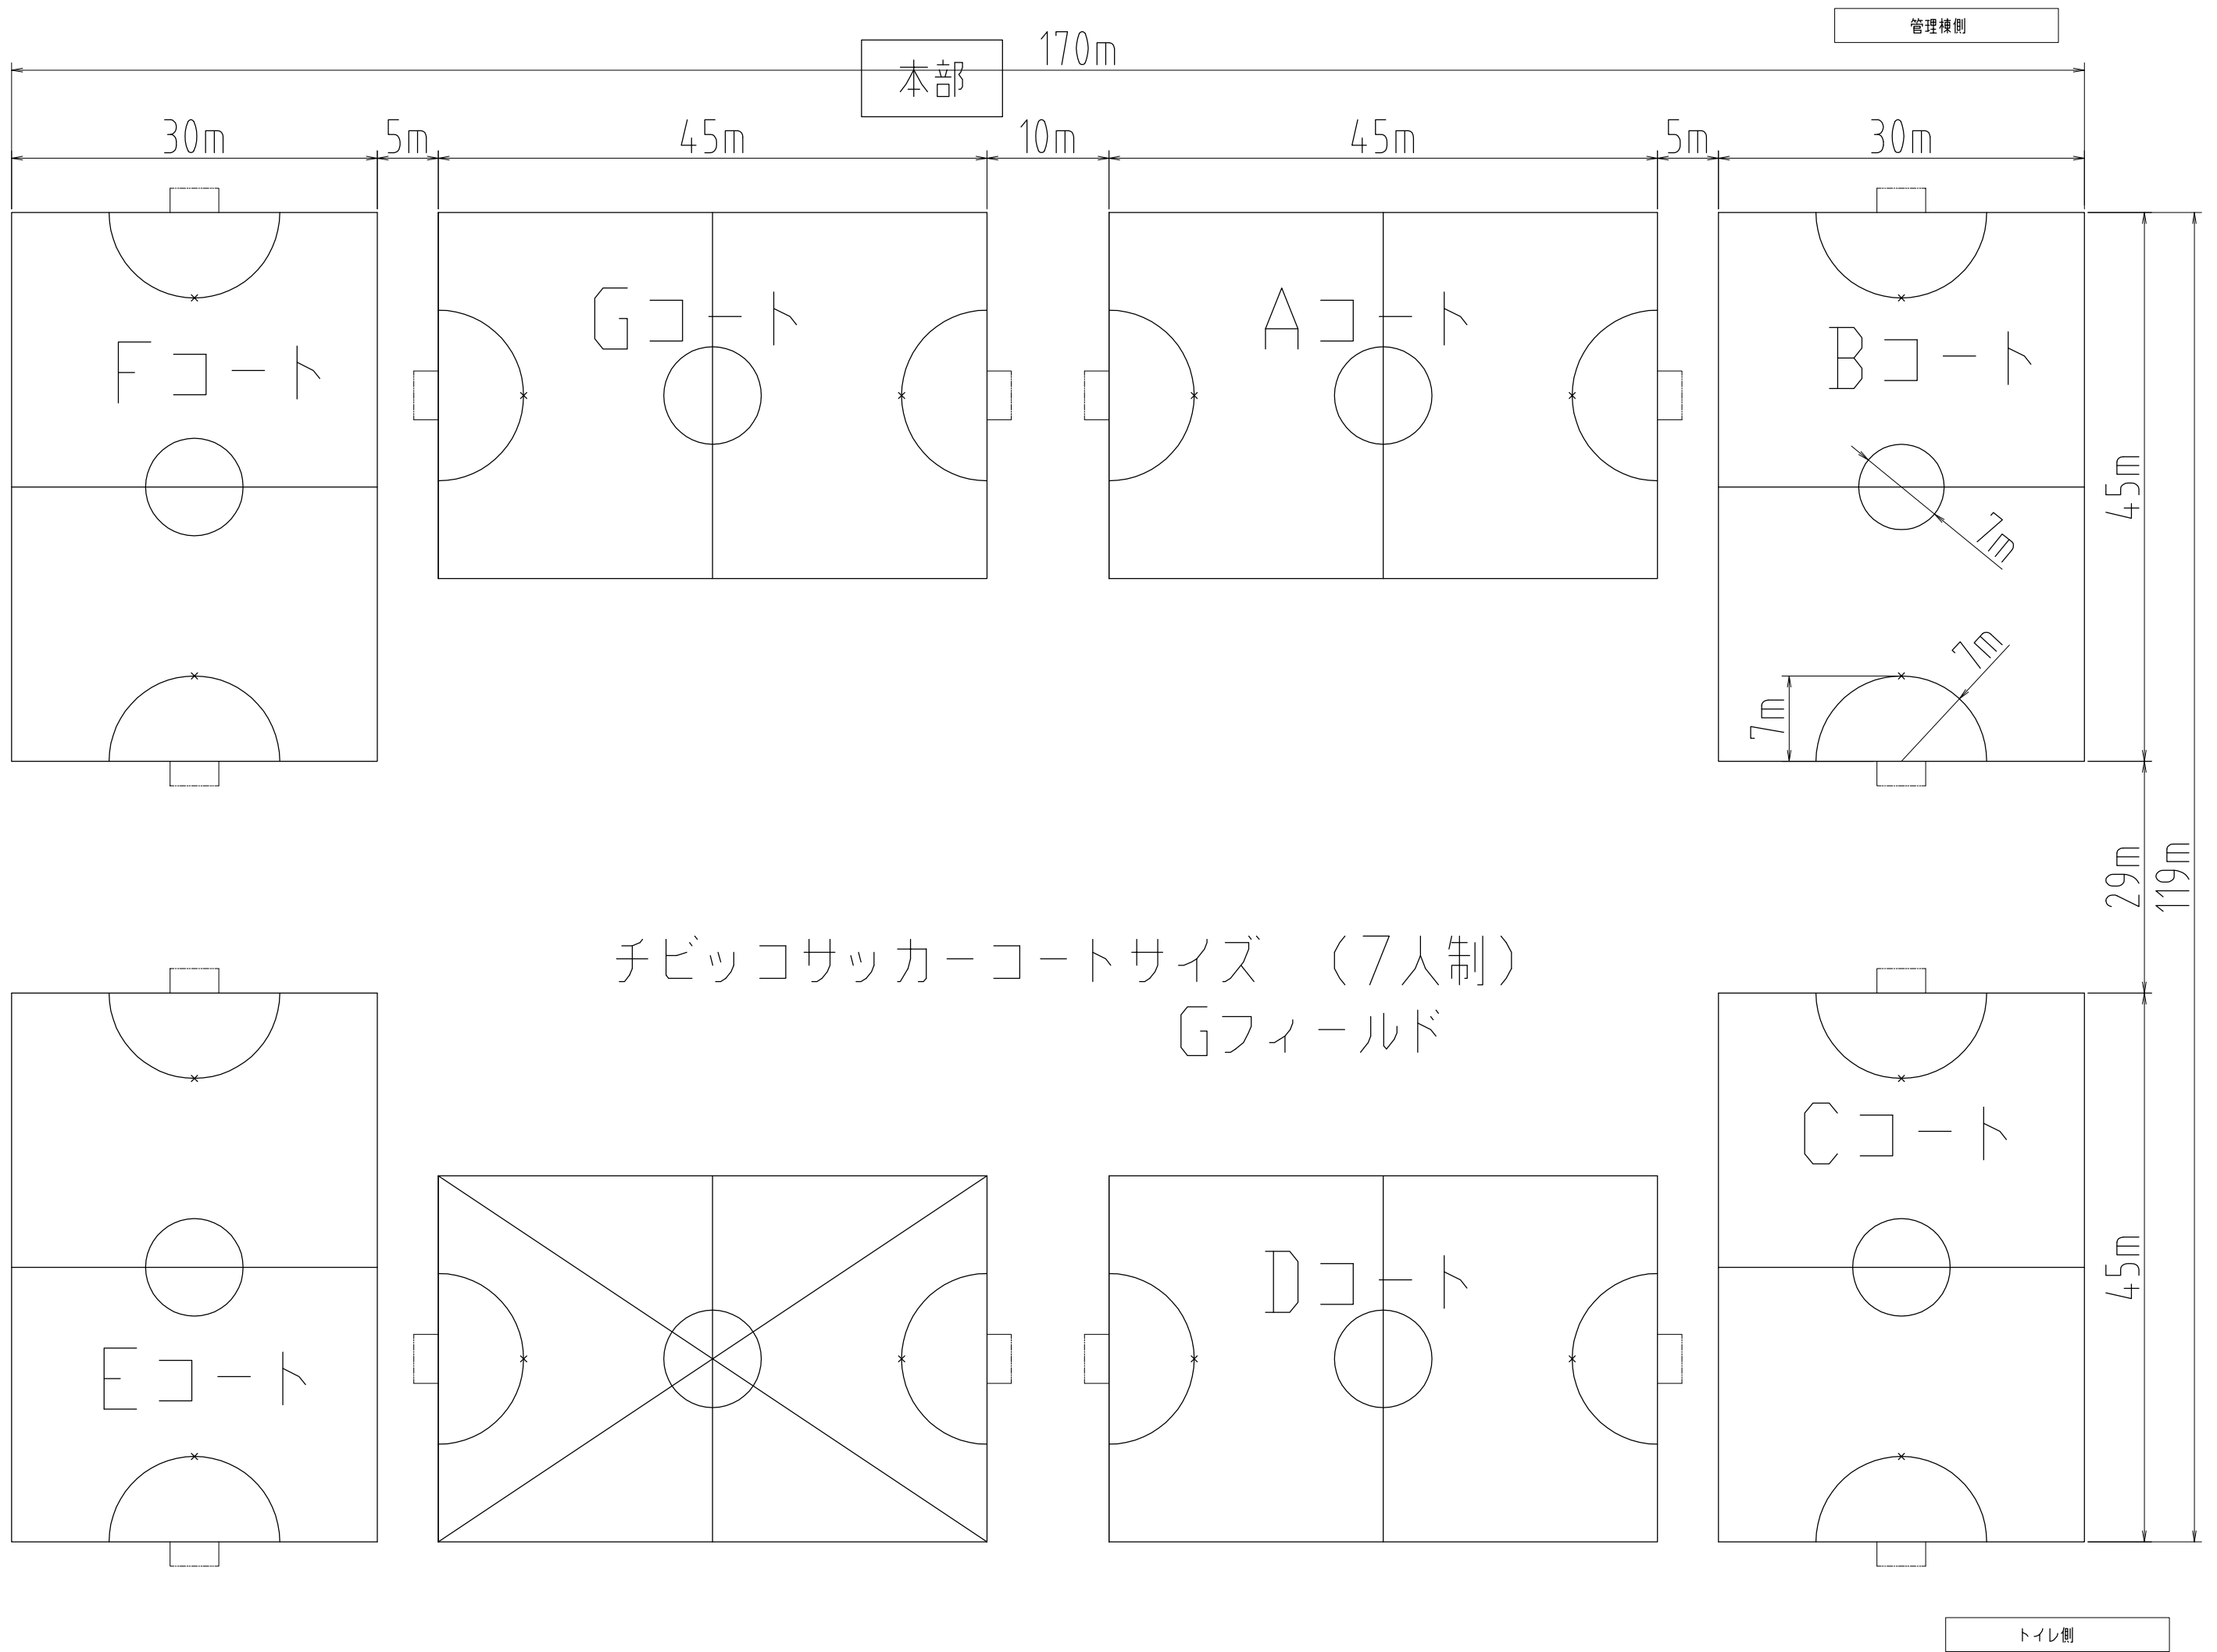 管理棟側
170m
本部
30m
5m
45m
10m
45m
5m
30m
Fコート
Gコート
Aコート
Bコート
7m
7m
7m
45m
29m
119m
チビッコサッカーコートサイズ (7人制)
Gフィールド
Cコート
Dコート
Eコート
45m
トイレ側